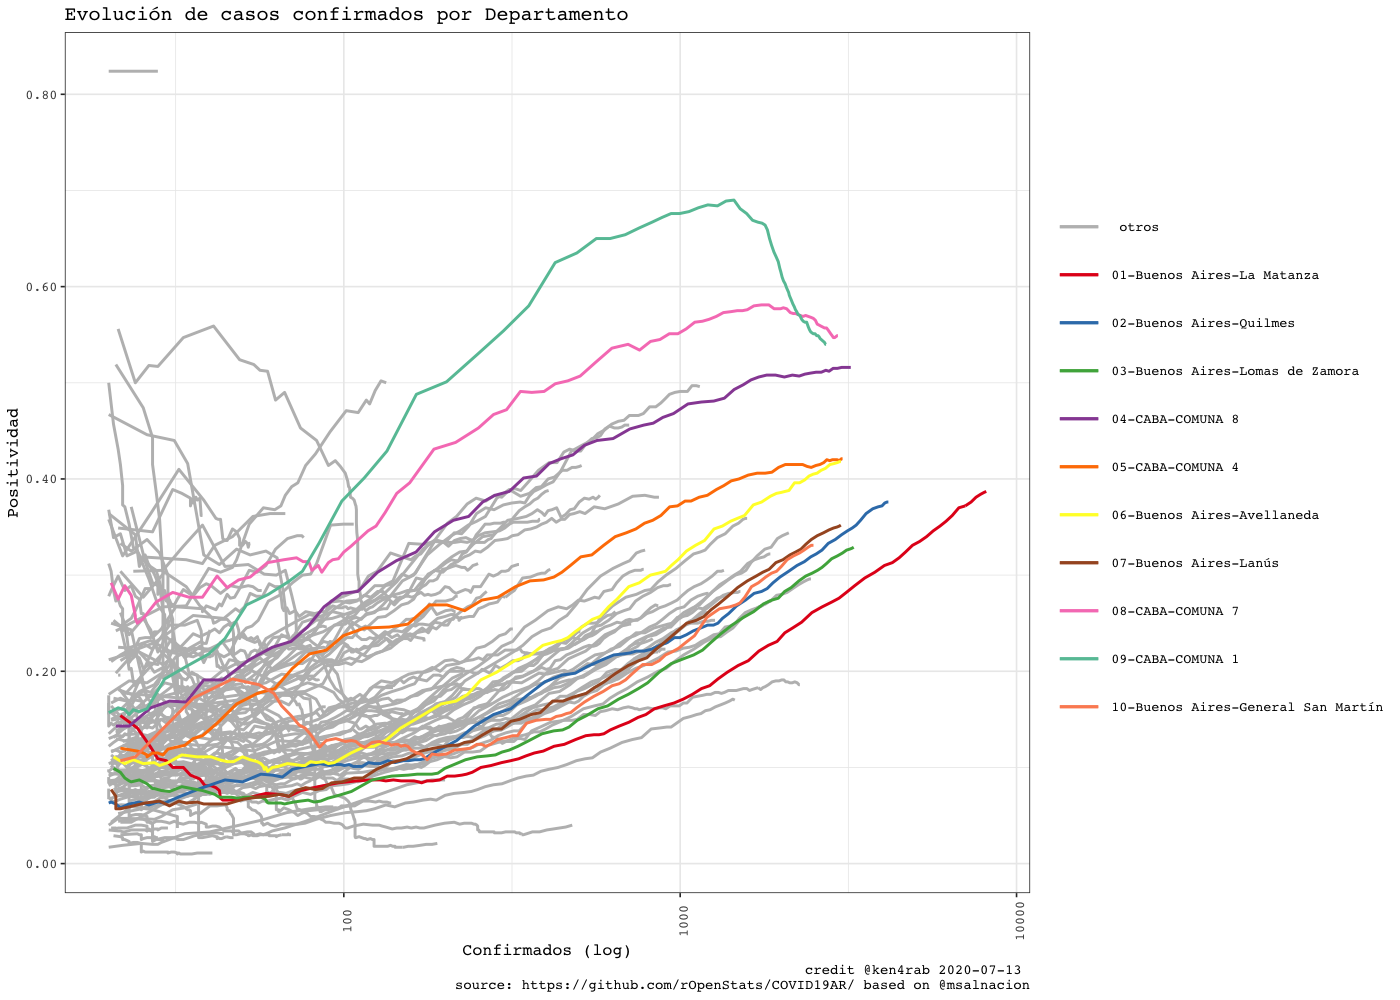 Evolución de casos confirmados por Departamento
Positividad
0.80
0.60
0.40
0.20
0.00
100
1000
10000
Confirmados (log)
otros
01-Buenos Aires-La Matanza
02-Buenos Aires-Quilmes
03-Buenos Aires-Lomas de Zamora
04-CABA-COMUNA 8
05-CABA-COMUNA 4
06-Buenos Aires-Avellaneda
07-Buenos Aires-Lanús
08-CABA-COMUNA 7
09-CABA-COMUNA 1
10-Buenos Aires-General San Martín
credit @ken4rab 2020-07-13
source: https://github.com/rOpenStats/COVID19AR/ based on @msalnacion